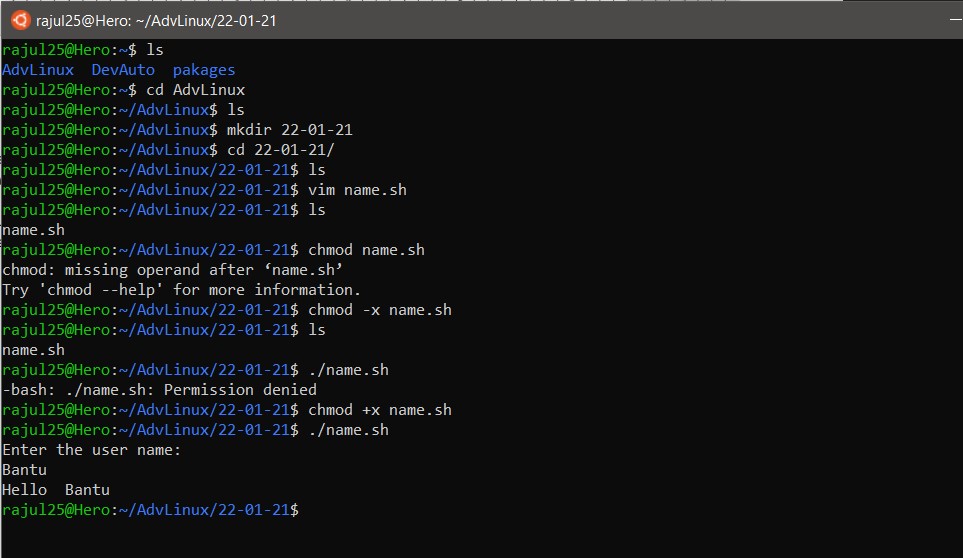 rajul25@Hero: ~/AdvLinux/22-01-21
rajul25@Hero:~$ ls
AdvLinux  DevAuto  pakages
rajul25@Hero:~$ cd AdvLinux
rajul25@Hero:~/AdvLinux$ ls
rajul25@Hero:~/AdvLinux$ mkdir 22-01-21
rajul25@Hero:~/AdvLinux$ cd 22-01-21/
rajul25@Hero:~/AdvLinux/22-01-21$ ls
rajul25@Hero:~/AdvLinux/22-01-21$ vim name.sh
rajul25@Hero:~/AdvLinux/22-01-21$ ls
name.sh
rajul25@Hero:~/AdvLinux/22-01-21$ chmod name.sh
chmod: missing operand after ‘name.sh’
Try 'chmod --help' for more information.
rajul25@Hero:~/AdvLinux/22-01-21$ chmod -x name.sh
rajul25@Hero:~/AdvLinux/22-01-21$ ls
name.sh
rajul25@Hero:~/AdvLinux/22-01-21$ ./name.sh
-bash: ./name.sh: Permission denied
rajul25@Hero:~/AdvLinux/22-01-21$ chmod +x name.sh
rajul25@Hero:~/AdvLinux/22-01-21$ ./name.sh
Enter the user name:
Bantu
Hello  Bantu
rajul25@Hero:~/AdvLinux/22-01-21$